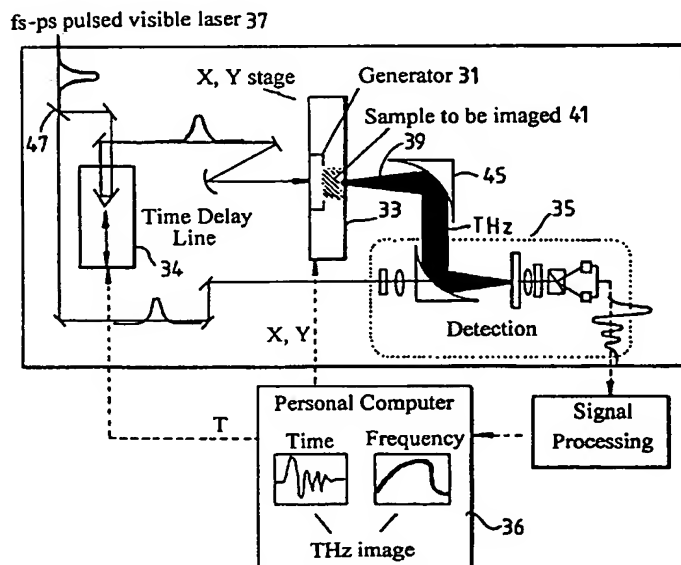 fs-ps pulsed visible laser 37
X, Y stage
Generator 31
Sample to be imaged 41
39
45
47
Time Delay
Line
34
33
THz
35
Detection
X, Y
T
Personal Computer
Time
Frequency
THz image
36
Signal
Processing